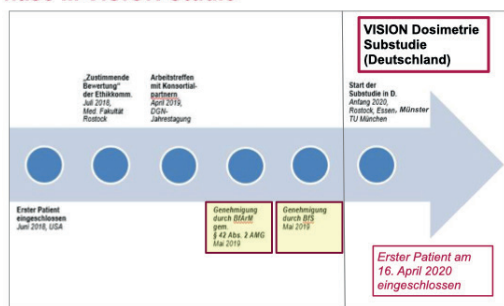 VISION Dosimetrie
Substudie
(Deutschland)
„Zustimmende
Bewertung"
der Ethikkomm.
Juli 2018,
Med. Fakultät
Rostock
Arbeitstreffen
mit Konsortial-
partnern
April 2019,
DGN-
Jahrestagung
Start der
Substudie in D.
Anfang 2020,
Rostock, Essen, Münster
TU München
Erster Patient
eingeschlossen
Juni 2018, USA
Genehmigung
durch BfArM
gem.
§ 42 Abs. 2 AMG
Mai 2019
Genehmigung
durch BfS
Mai 2019
Erster Patient am
16. April 2020
eingeschlossen